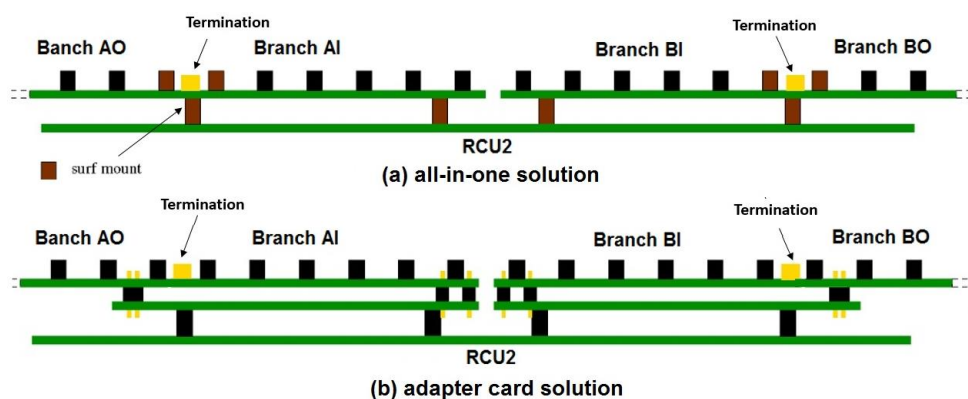 Termination
Termination
Banch AO Branch AI Branch BI Branch BO
RCU2
surf mount
(a) all-in-one solution
Termination
Termination
Banch AO Branch AI Branch BI Branch BO
RCU2
(b) adapter card solution